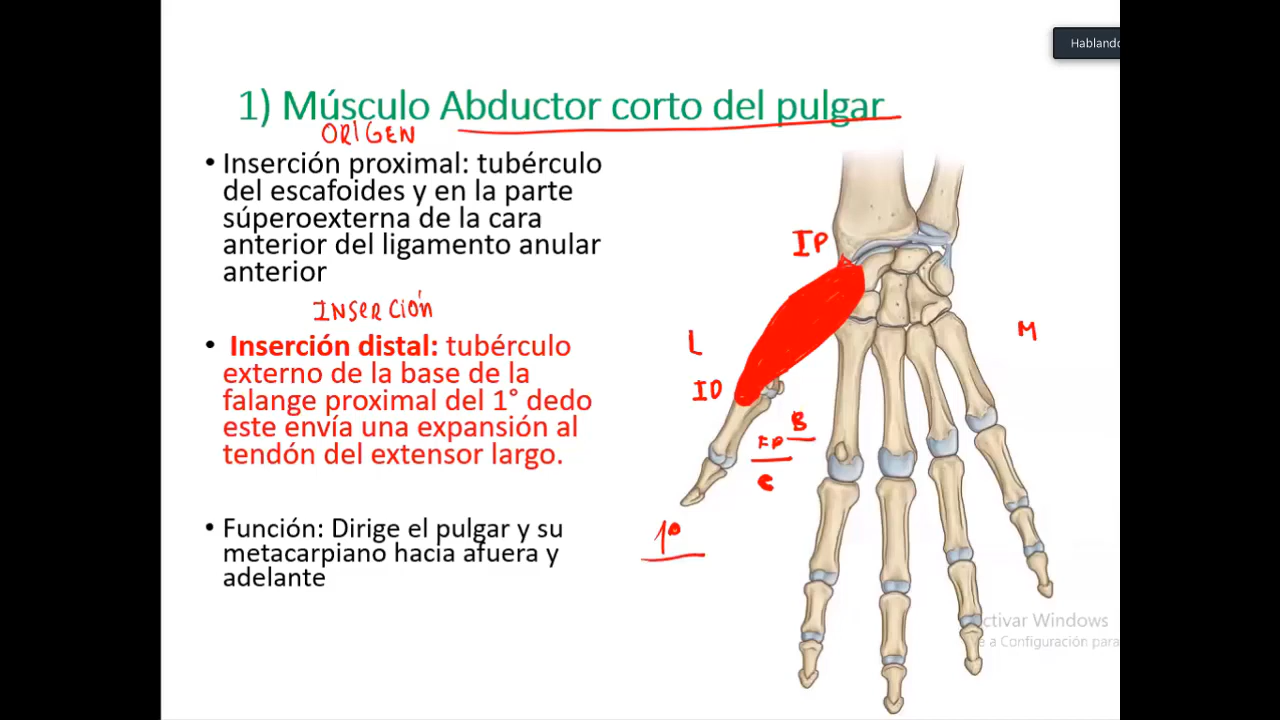 Hablando
1) Músculo Abductor corto del pulgar
ORIGEN
• Inserción proximal: tubérculo
del escafoides y en la parte
súperoexterna de la cara
anterior del ligamento anular
anterior
INSERCIÓN
• Inserción distal: tubérculo
externo de la base de la
falange proximal del 1° dedo
este envía una expansión al
tendón del extensor largo.
• Función: Dirige el pulgar y su
metacarpiano hacia afuera y
adelante
IP
L
M
ID
B
FP
C
1°
ctivar Windows
e a Configuración para